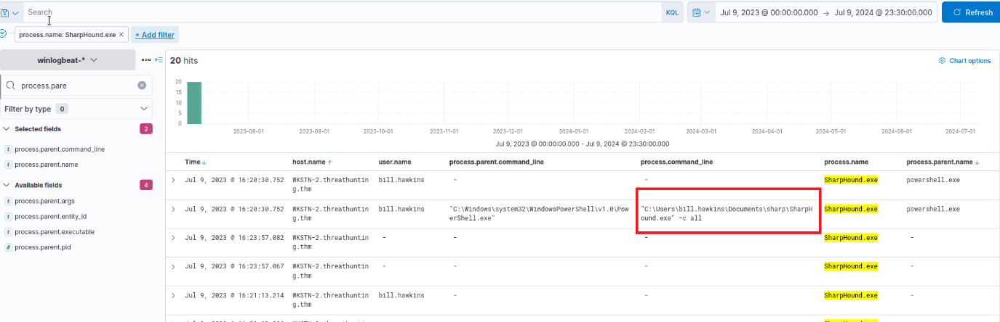 Search
KQL
Jul 9, 2023 @ 00:00:00.000 → Jul 9, 2024 @ 23:30:00.000
Refresh
process.name: SharpHound.exe ×
+ Add filter
winlogbeat-*
20 hits
Chart options
process.pare
Filter by type 0
Selected fields 2
process.parent.command_line
process.parent.name
Available fields 4
process.parent.args
process.parent.entity_id
process.parent.executable
process.parent.pid
20
15
10
5
0
2023-08-01 2023-09-01 2023-10-01 2023-11-01 2023-12-01 2024-01-01 2024-02-01 2024-03-01 2024-04-01 2024-05-01 2024-06-01 2024-07-01
Jul 9, 2023 @ 00:00:00.000 - Jul 9, 2024 @ 23:30:00.000
Time ↓ host.name ↑ user.name process.parent.command_line process.command_line process.name process.parent.name ↓
Jul 9, 2023 @ 16:20:30.752 WKSTN-2.threathuntin bill.hawkins - - SharpHound.exe powershell.exe
g.thm
Jul 9, 2023 @ 16:20:30.752 WKSTN-2.threathuntin bill.hawkins "C:\Windows\system32\WindowsPowerShell\v1.0\Pow "C:\Users\bill.hawkins\Documents\sharp\SharpH SharpHound.exe powershell.exe
g.thm erShell.exe" ound.exe" -c all
Jul 9, 2023 @ 16:23:57.082 WKSTN-2.threathuntin - - - SharpHound.exe -
g.thm
Jul 9, 2023 @ 16:23:57.067 WKSTN-2.threathuntin - - - SharpHound.exe -
g.thm
Jul 9, 2023 @ 16:21:13.214 WKSTN-2.threathuntin bill.hawkins - - SharpHound.exe -
g.thm